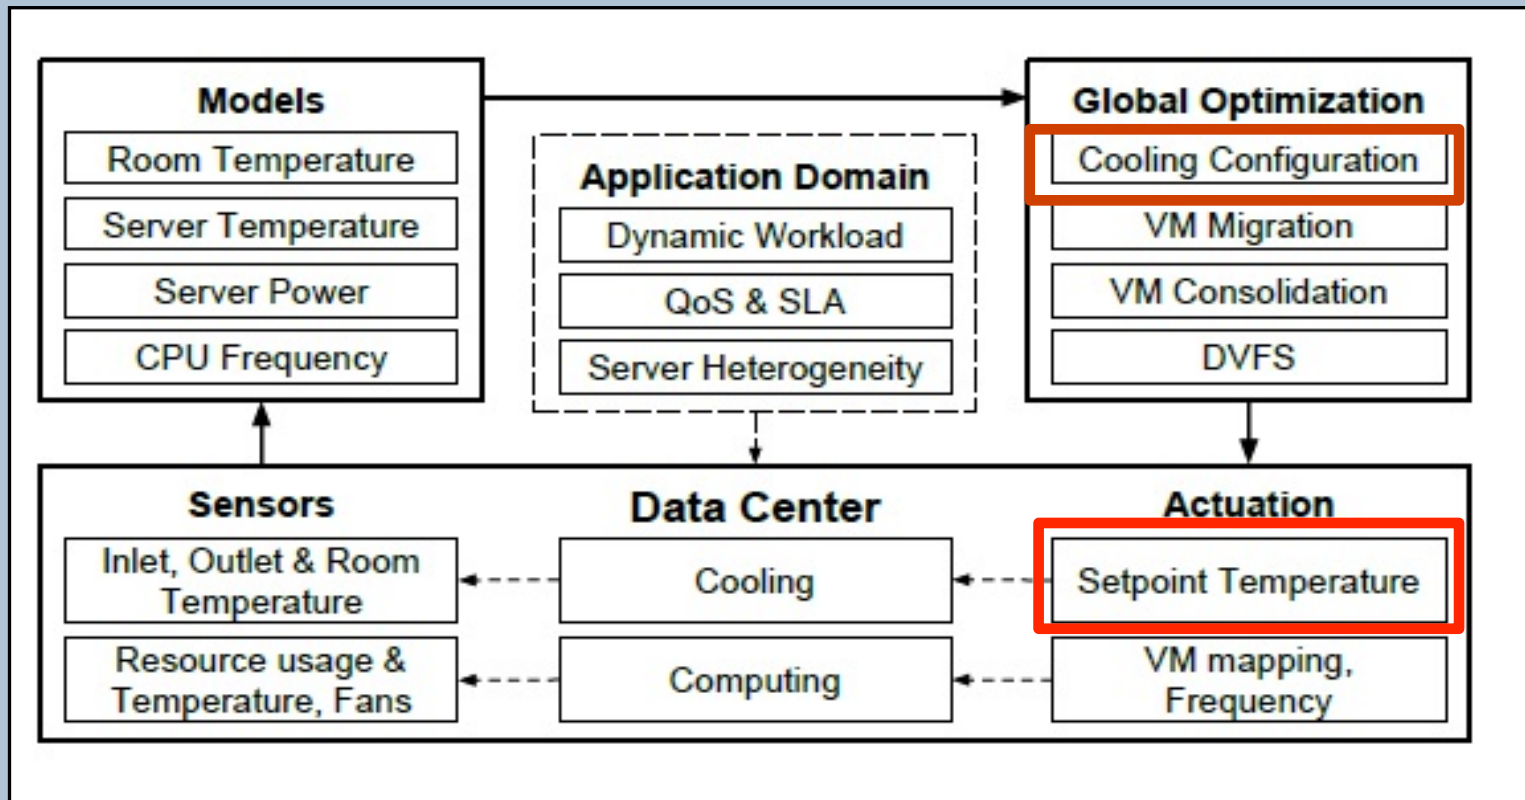 Models
Room Temperature
Server Temperature
Server Power
CPU Frequency
Application Domain
Dynamic Workload
QoS & SLA
Server Heterogeneity
Global Optimization
Cooling Configuration
VM Migration
VM Consolidation
DVFS
Sensors
Inlet, Outlet & Room
Temperature
Resource usage &
Temperature, Fans
Data Center
Cooling
Computing
Actuation
Setpoint Temperature
VM mapping,
Frequency